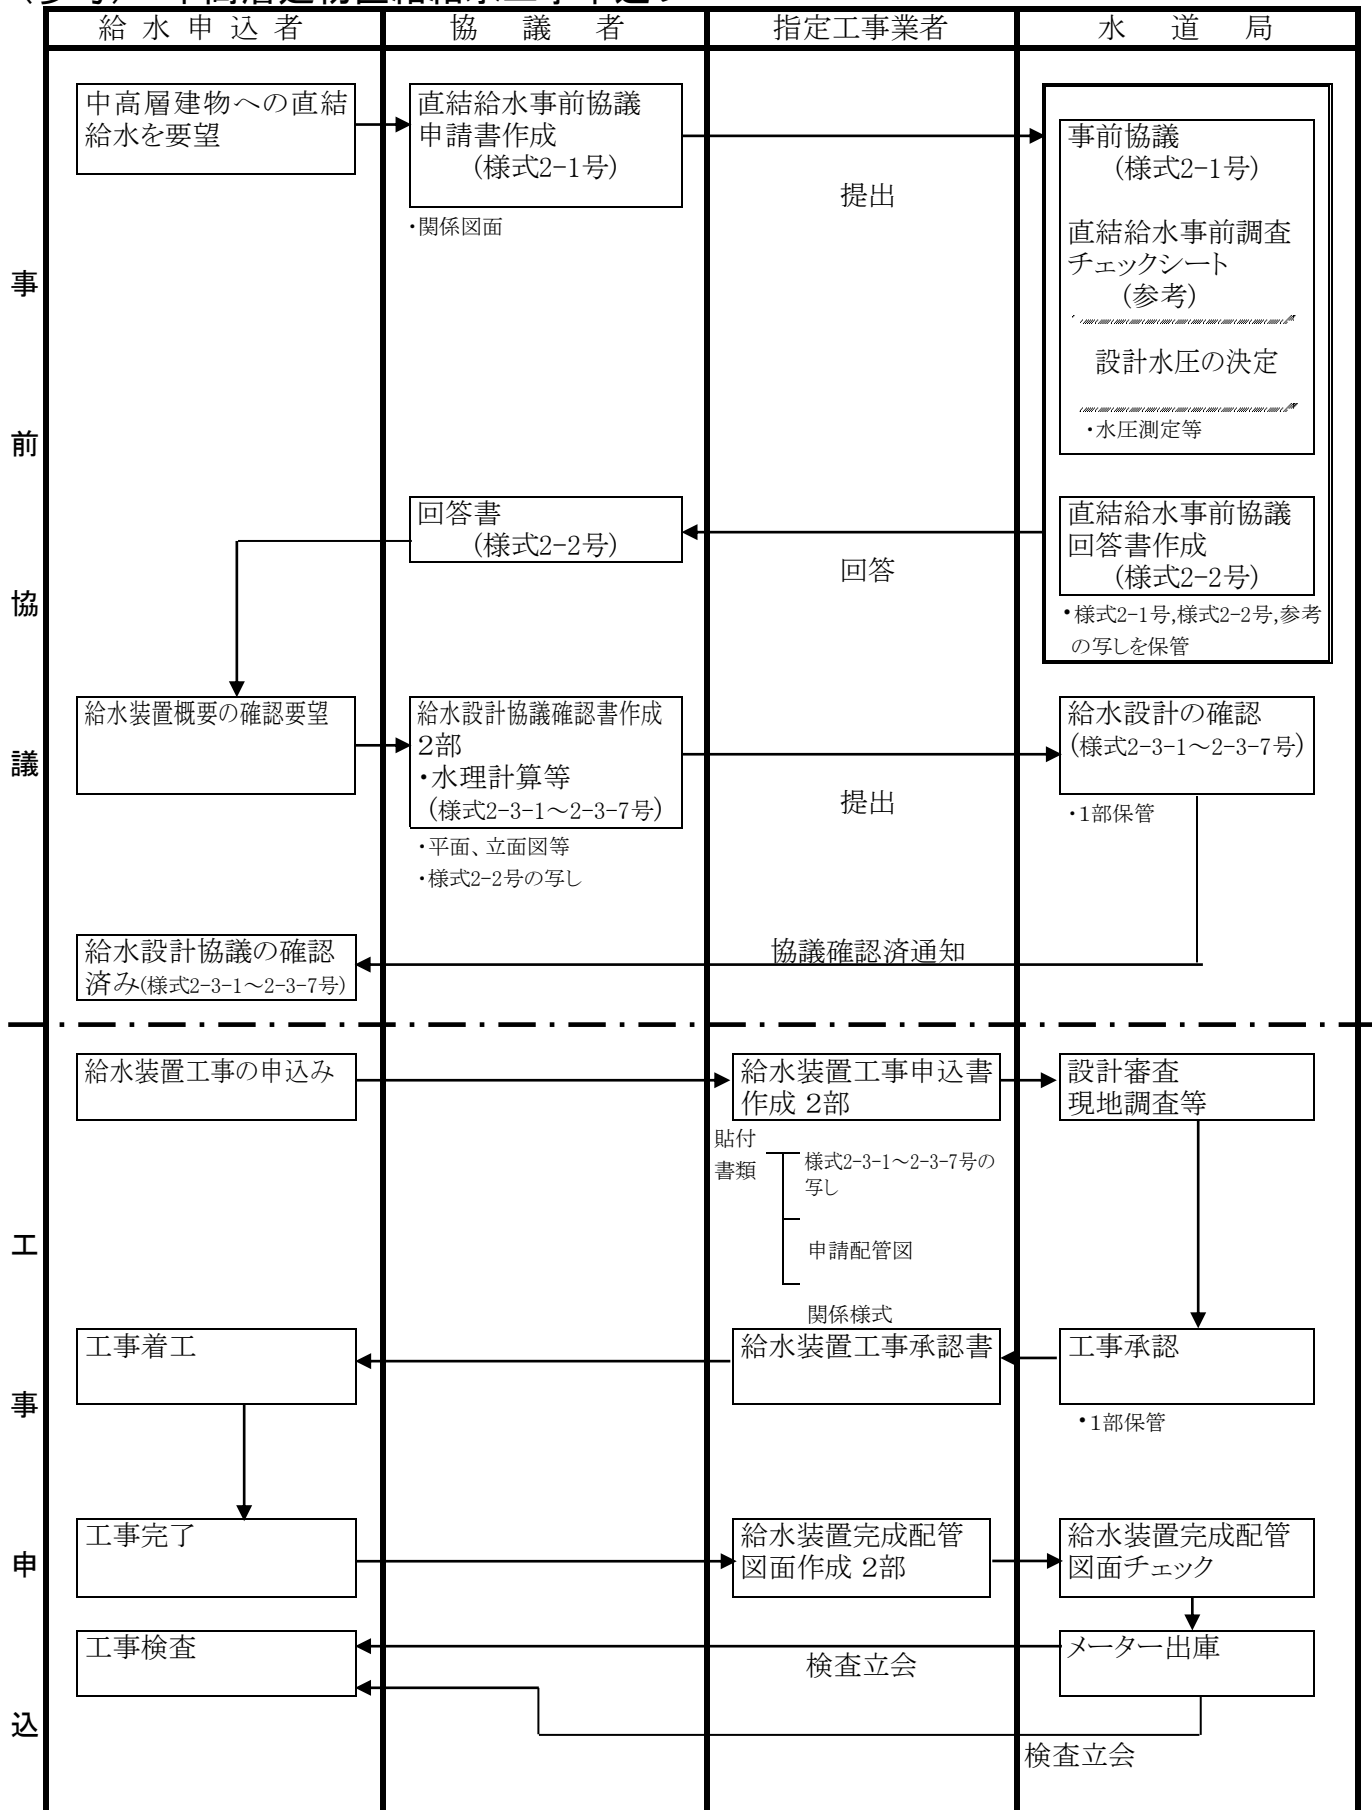 給水申込者
協議者
指定工事業者
水道局
中高層建物への直結
給水を要望
直結給水事前協議
申請書作成
(様式2-1号)
・関係図面
提出
事前協議
(様式2-1号)
直結給水事前調査
チェックシート
(参考)
設計水圧の決定
・水圧測定等
回答書
(様式2-2号)
回答
直結給水事前協議
回答書作成
(様式2-2号)
・様式2-1号,様式2-2号,参考
の写しを保管
事前協議
給水装置概要の確認要望
給水設計協議確認書作成
2部
・水理計算等
(様式2-3-1～2-3-7号)
・平面、立面図等
・様式2-2号の写し
提出
給水設計の確認
(様式2-3-1～2-3-7号)
・1部保管
給水設計協議の確認
済み(様式2-3-1～2-3-7号)
協議確認済通知
給水装置工事の申込み
給水装置工事申込書
作成 2部
設計審査
現地調査等
貼付
書類
様式2-3-1～2-3-7号の
写し
申請配管図
関係様式
工事着工
給水装置工事承認書
工事承認
・1部保管
工事申込
工事完了
給水装置完成配管
図面作成 2部
給水装置完成配管
図面チェック
工事検査
検査立会
メーター出庫
検査立会